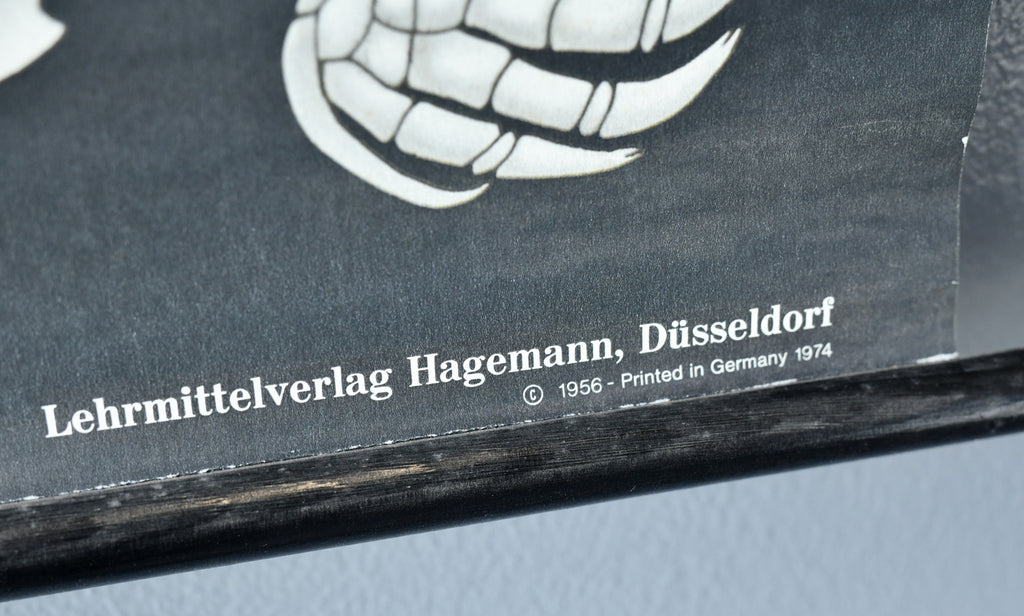 Lehrmittelverlag Hagemann, Düsseldorf
© 1956 - Printed in Germany 1974